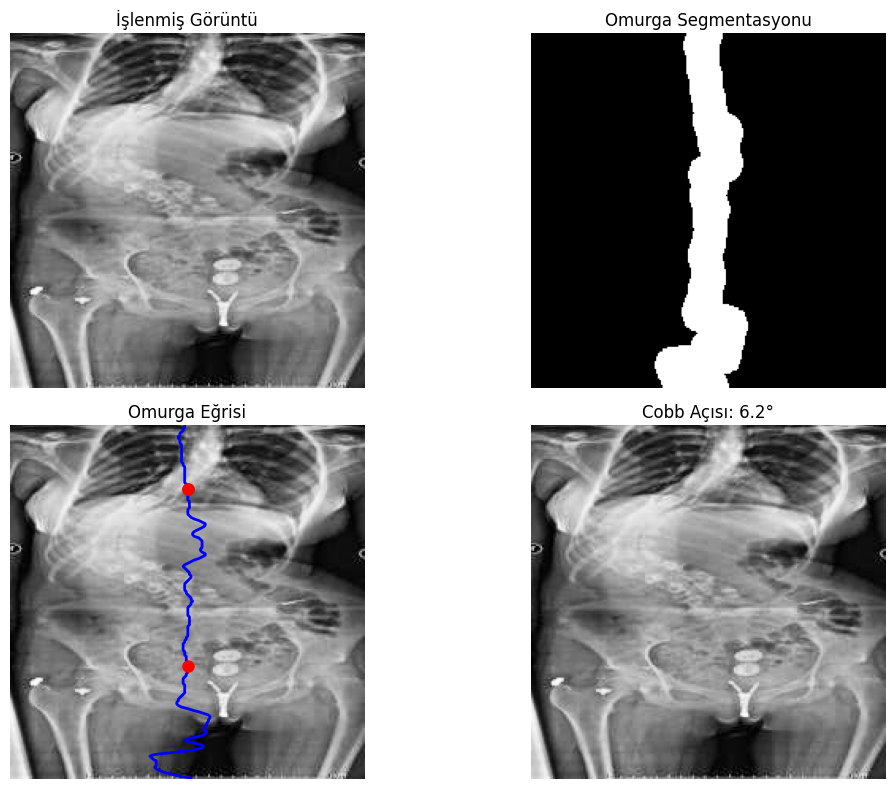 İşlenmiş Görüntü
Omurga Segmentasyonu
Omurga Eğrisi
Cobb Açısı: 6.2°